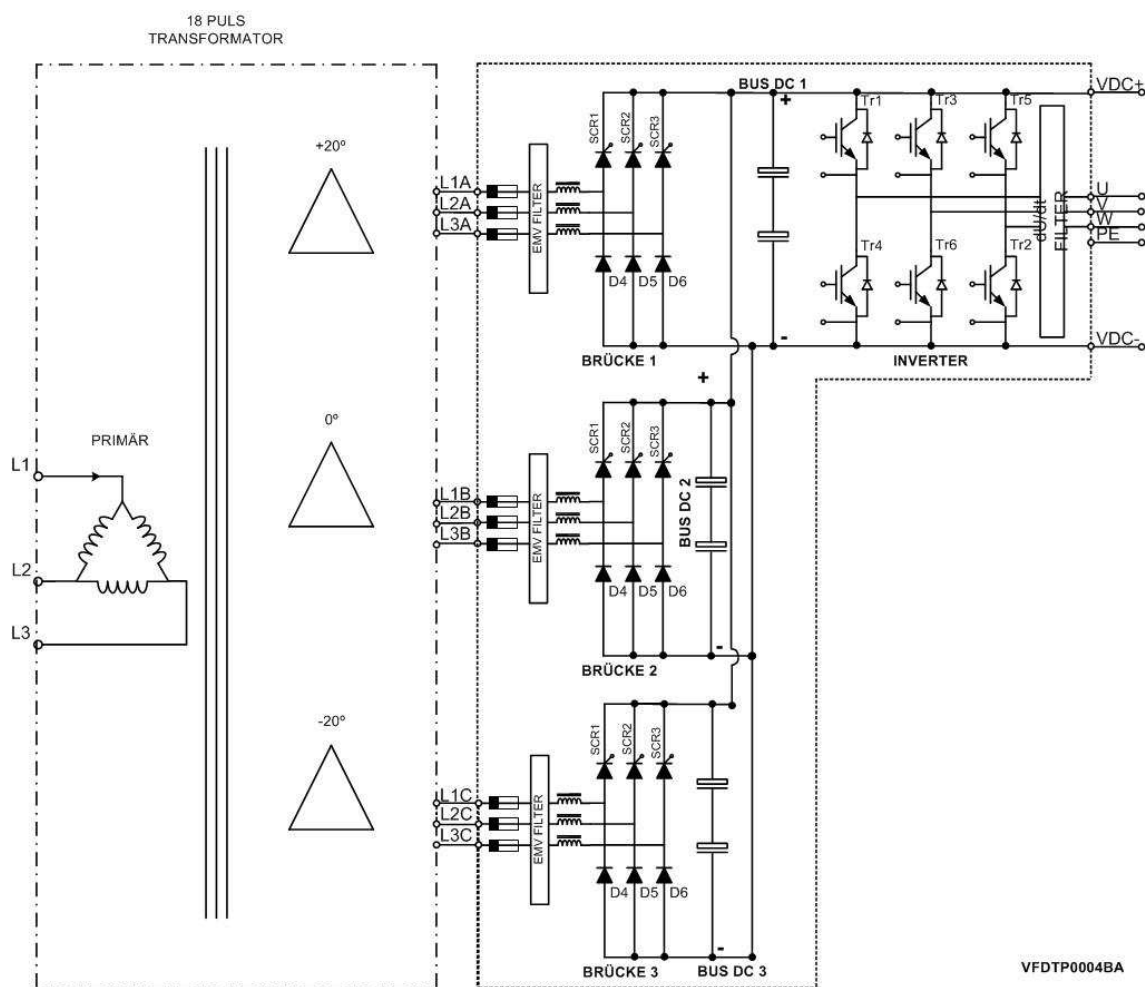 18 PULS
TRANSFORMATOR
+20º
0º
-20º
PRIMÄR
L1
L2
L3
L1A
L2A
L3A
EMV FILTER
SCR1
SCR2
SCR3
D4
D5
D6
BRÜCKE 1
BUS DC 1
+
-
Tr1
Tr3
Tr5
Tr4
Tr6
Tr2
INVERTER
dU/dt
FILTER
VDC+
U
V
W
PE
VDC-
L1B
L2B
L3B
EMV FILTER
SCR1
SCR2
SCR3
D4
D5
D6
BRÜCKE 2
+
BUS DC 2
-
L1C
L2C
L3C
EMV FILTER
SCR1
SCR2
SCR3
D4
D5
D6
-
BRÜCKE 3
BUS DC 3
VFDTP0004BA